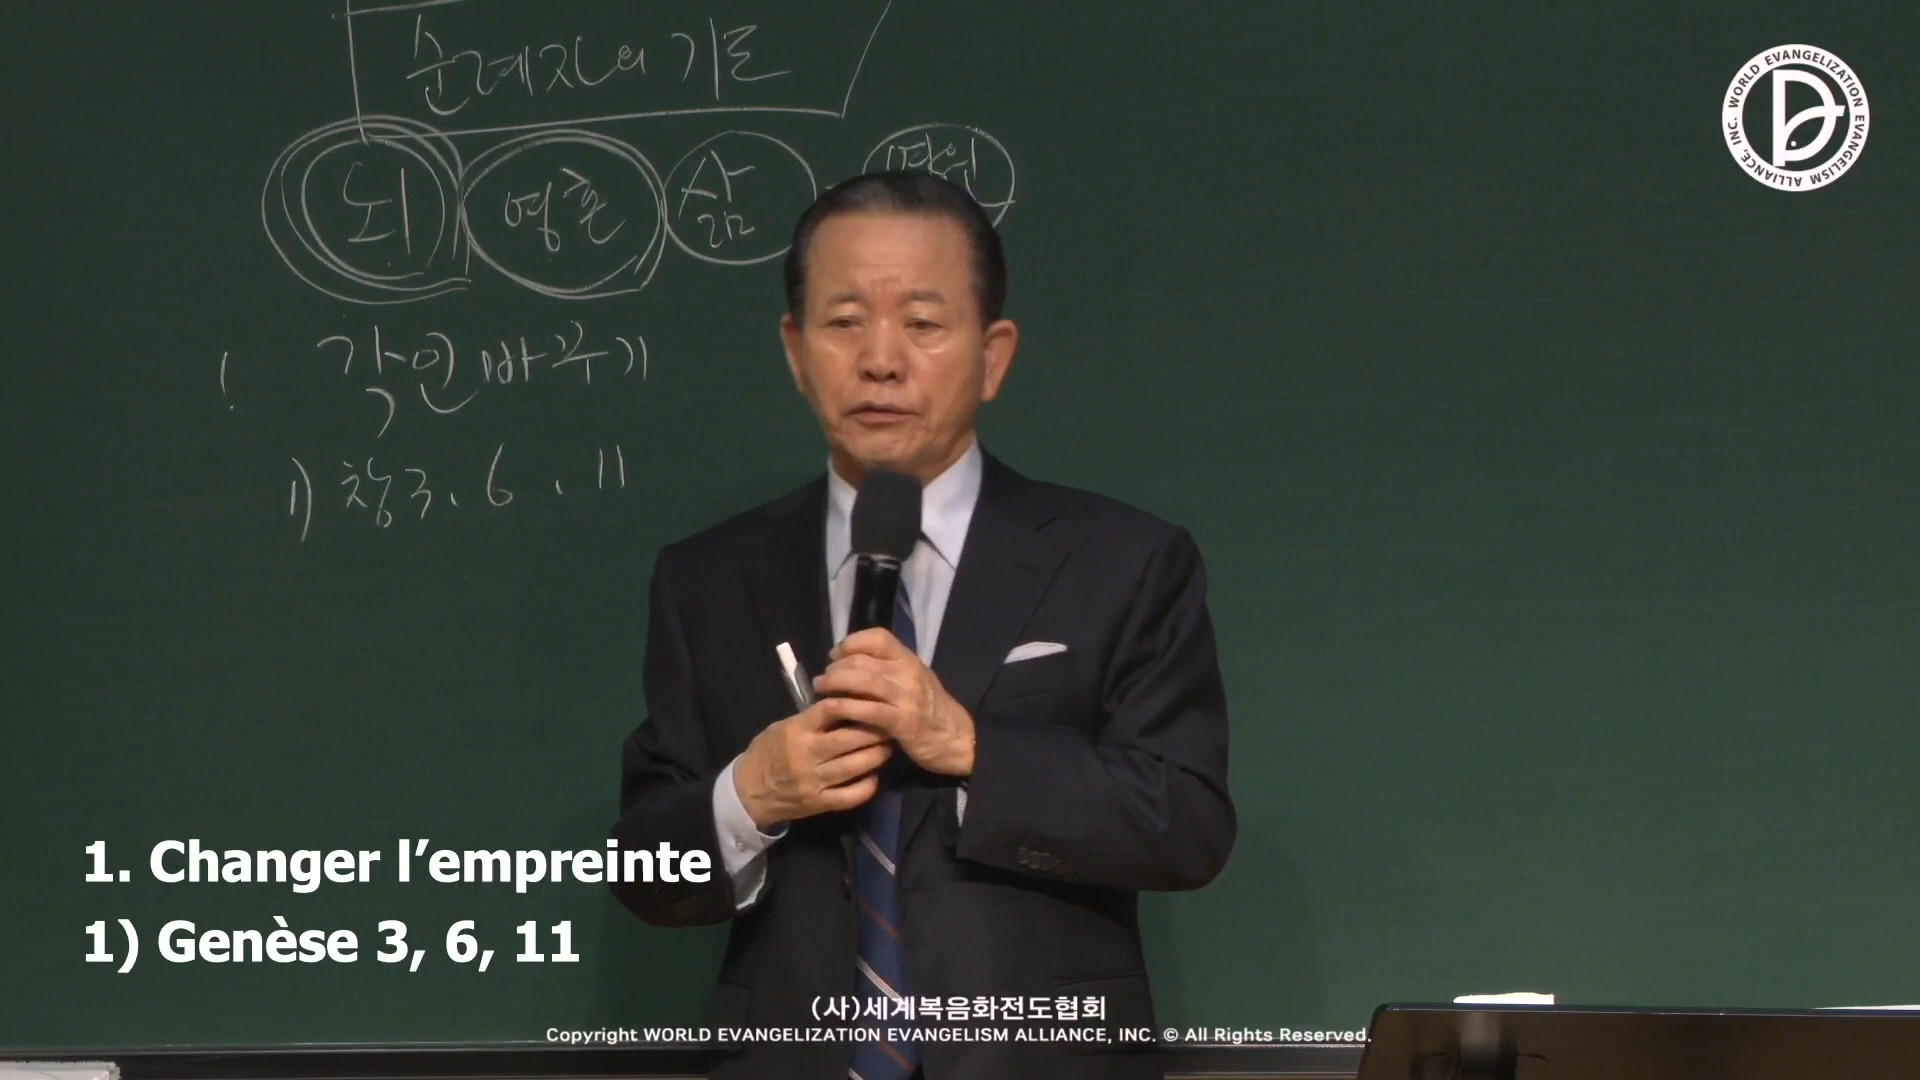 순례자의 기도
뇌 영혼 삶
1 각인 바꾸기
1) 창3, 6, 11
WORLD EVANGELIZATION EVANGELISM ALLIANCE, INC.
1. Changer l’empreinte
1) Genèse 3, 6, 11
(사)세계복음화전도협회
Copyright WORLD EVANGELIZATION EVANGELISM ALLIANCE, INC. © All Rights Reserved.